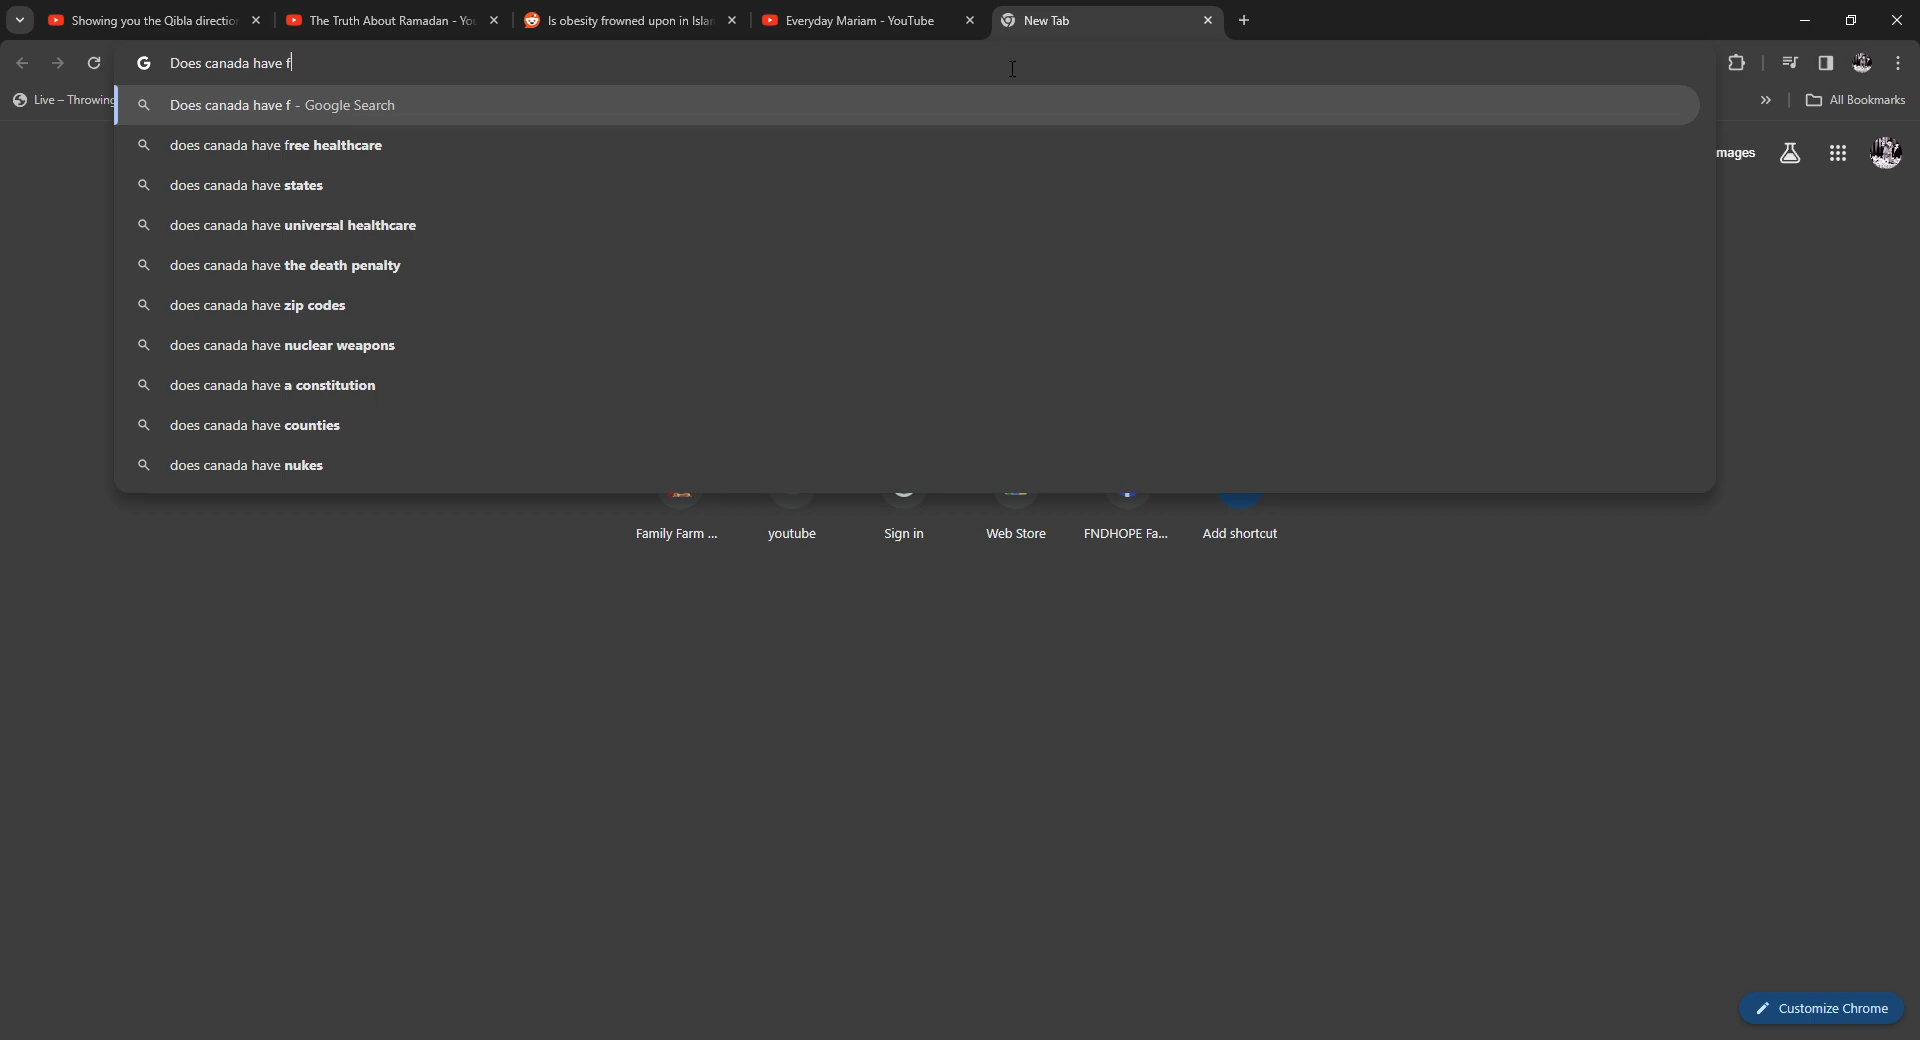 Showing you the Qibla direction
The Truth About Ramadan - You
Is obesity frowned upon in Islam
Everyday Mariam - YouTube
New Tab
Does canada have f
Live – Throwing
All Bookmarks
Does canada have f - Google Search
does canada have free healthcare
mages
does canada have states
does canada have universal healthcare
does canada have the death penalty
does canada have zip codes
does canada have nuclear weapons
does canada have a constitution
does canada have counties
does canada have nukes
Family Farm ...
youtube
Sign in
Web Store
FNDHOPE Fa...
Add shortcut
Customize Chrome